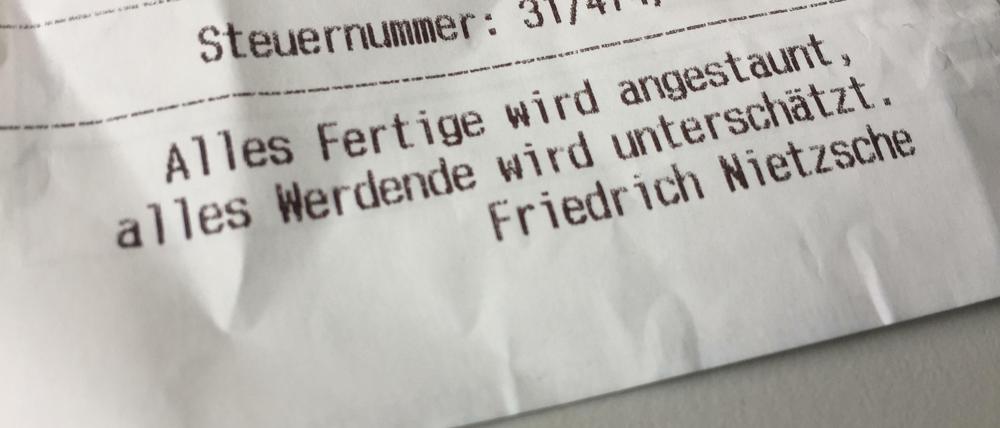 Steuernummer:
Alles Fertige wird angestaunt,
alles Werdende wird unterschätzt.
Friedrich Nietzsche